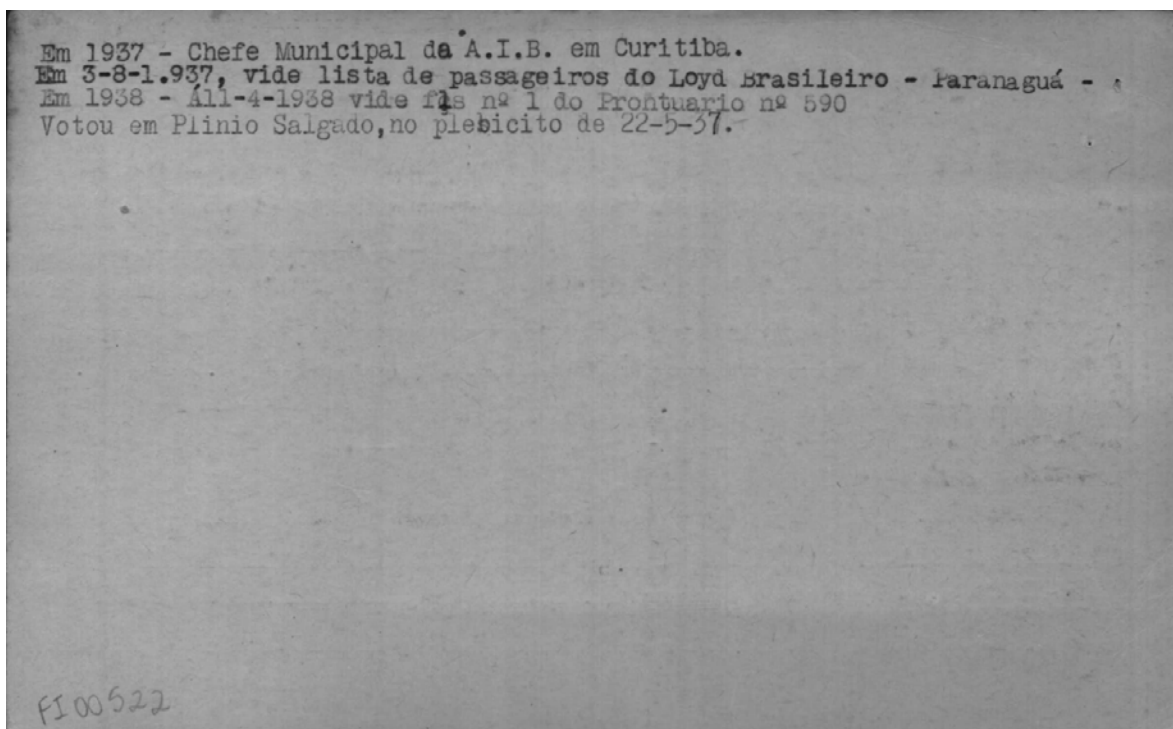 Em 1937 - Chefe Municipal da A.I.B. em Curitiba.
Em 3-8-1.937, vide lista de passageiros do Loyd Brasileiro - Paranaguá -
Em 1938 - Á11-4-1938 vide fls nº 1 do Prontuario nº 590
Votou em Plinio Salgado,no plebicito de 22-5-37.
FI00522